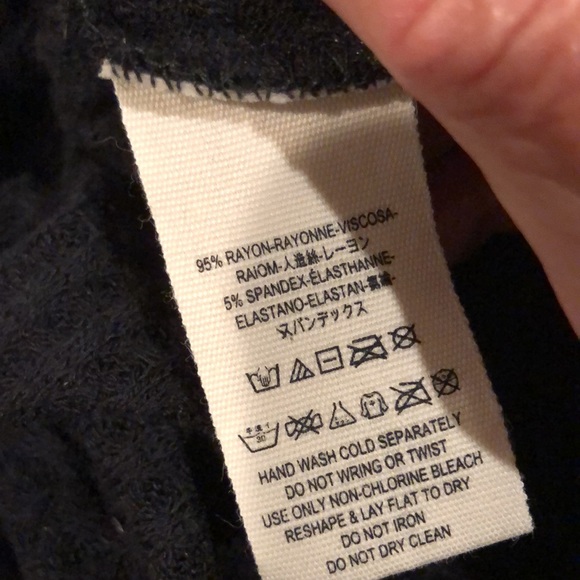 95% RAYON-RAYONNE-VISCOSA-
RAIOM-人造絲-レーヨン
5% SPANDEX-ÉLASTHANNE-
ELASTANO-ELASTAN-
スパンデックス
30
HAND WASH COLD SEPARATELY
DO NOT WRING OR TWIST
USE ONLY NON-CHLORINE BLEACH
RESHAPE & LAY FLAT TO DRY
DO NOT IRON
DO NOT DRY CLEAN